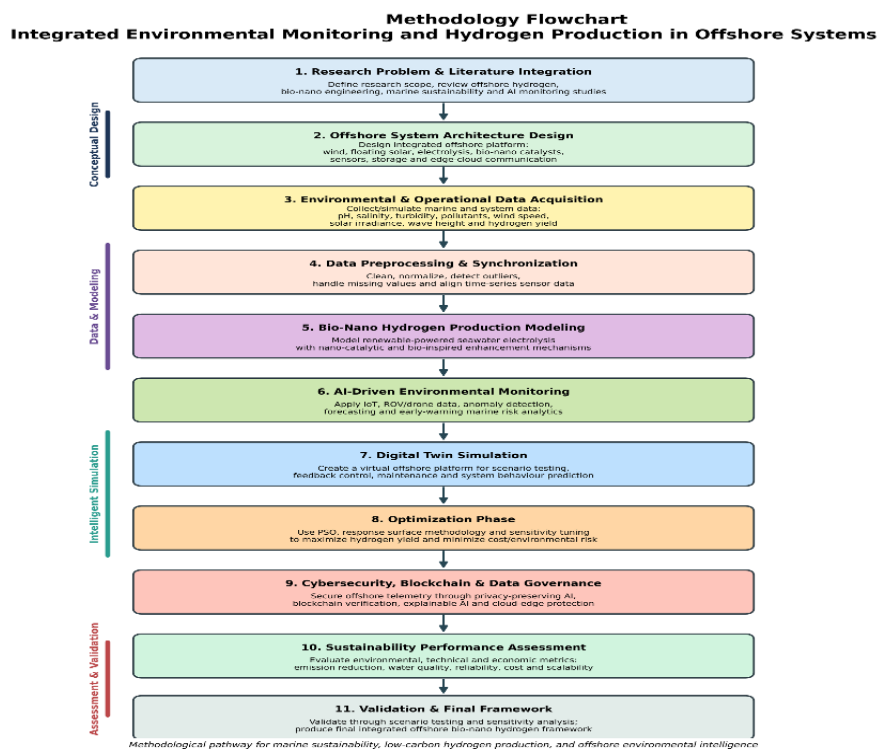 Methodology Flowchart
Integrated Environmental Monitoring and Hydrogen Production in Offshore Systems
1. Research Problem & Literature Integration
Define research scope, review offshore hydrogen,
bio-nano engineering, marine sustainability and AI monitoring studies
Conceptual Design
2. Offshore System Architecture Design
Design integrated offshore platform:
wind, floating solar, electrolysis, bio-nano catalysts,
sensors, storage and edge-cloud communication
3. Environmental & Operational Data Acquisition
Collect/simulate marine and system data:
pH, salinity, turbidity, pollutants, wind speed,
solar irradiance, wave height and hydrogen yield
Data & Modeling
4. Data Preprocessing & Synchronization
Clean, normalize, detect outliers,
handle missing values and align time-series sensor data
5. Bio-Nano Hydrogen Production Modeling
Model renewable-powered seawater electrolysis
with nano-catalytic and bio-inspired enhancement mechanisms
6. AI-Driven Environmental Monitoring
Apply IoT, ROV/drone data, anomaly detection,
forecasting and early-warning marine risk analytics
Intelligent Simulation
7. Digital Twin Simulation
Create a virtual offshore platform for scenario testing,
feedback control, maintenance and system behaviour prediction
8. Optimization Phase
Use PSO, response surface methodology and sensitivity tuning
to maximize hydrogen yield and minimize cost/environmental risk
9. Cybersecurity, Blockchain & Data Governance
Secure offshore telemetry through privacy-preserving AI,
blockchain verification, explainable AI and cloud-edge protection
Assessment & Validation
10. Sustainability Performance Assessment
Evaluate environmental, technical and economic metrics:
emission reduction, water quality, reliability, cost and scalability
11. Validation & Final Framework
Validate through scenario testing and sensitivity analysis;
produce final integrated offshore bio-nano hydrogen framework
Methodological pathway for marine sustainability, low-carbon hydrogen production, and offshore environmental intelligence